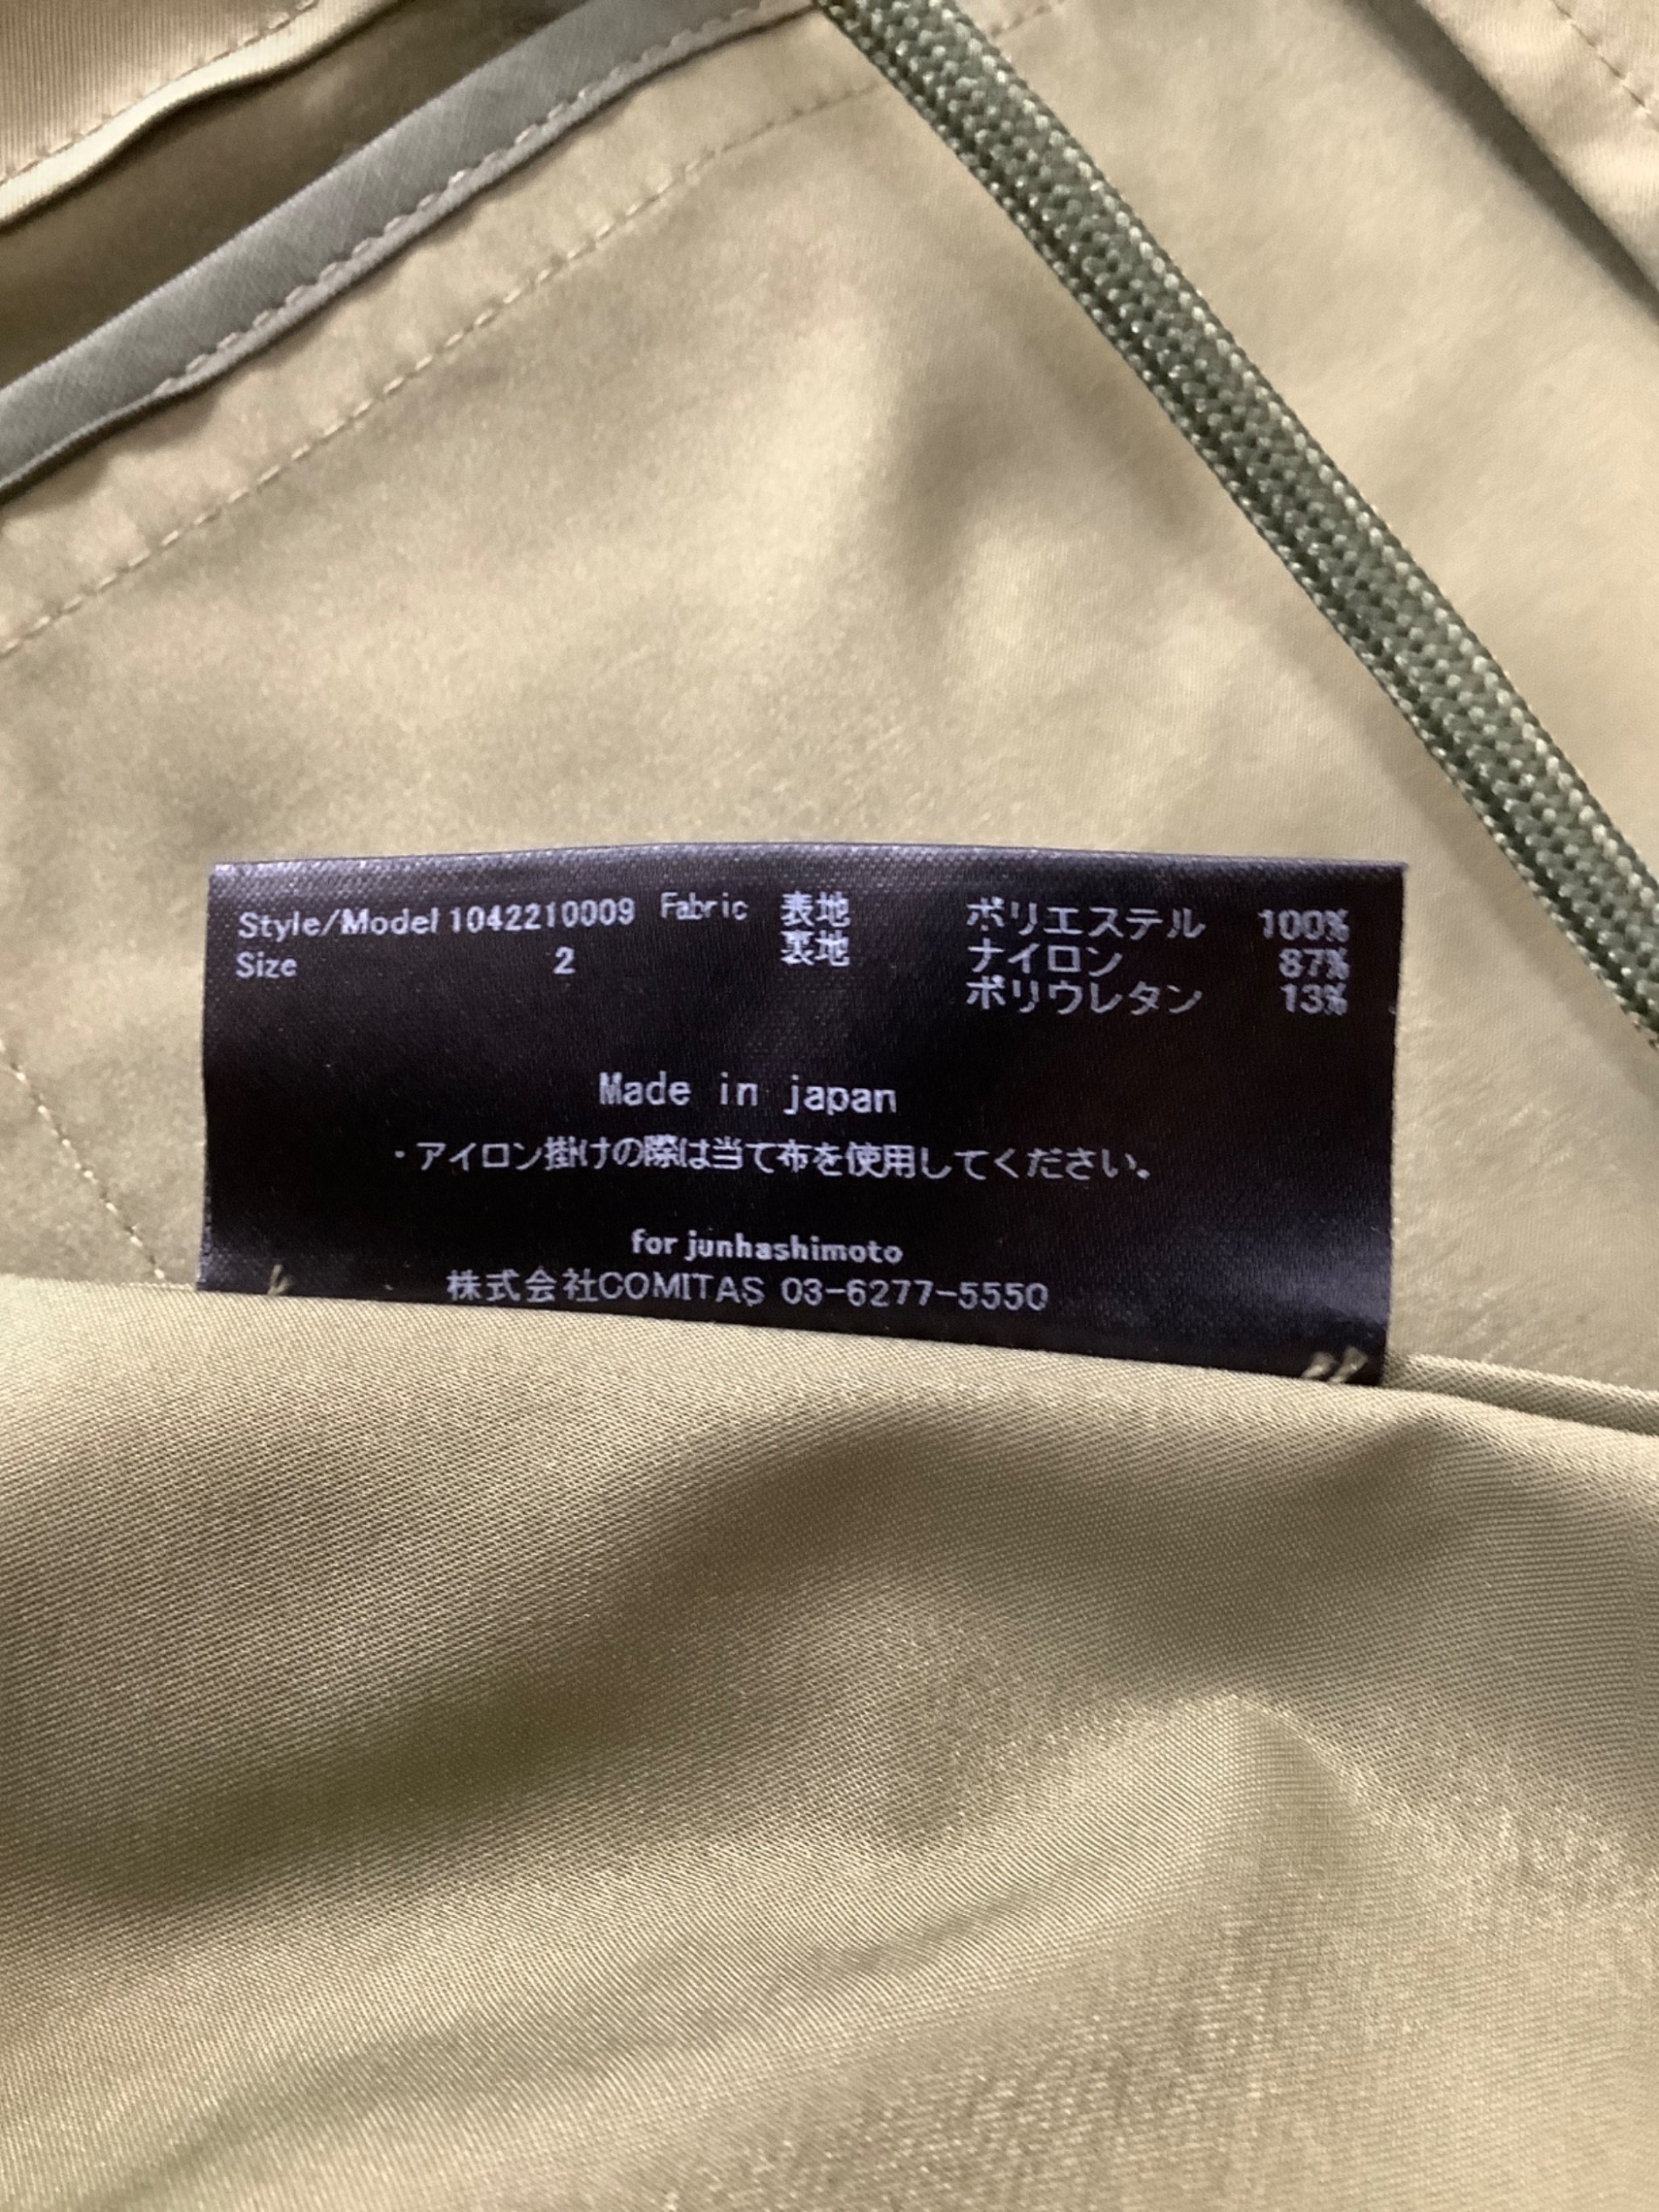 Style/Model 1042210009 Fabric 表地 ポリエステル 100%
Size 2 裏地 ナイロン 87%
ポリウレタン 13%
Made in japan
・アイロン掛けの際は当て布を使用してください。
for junhashimoto
株式会社COMITAS 03-6277-5550